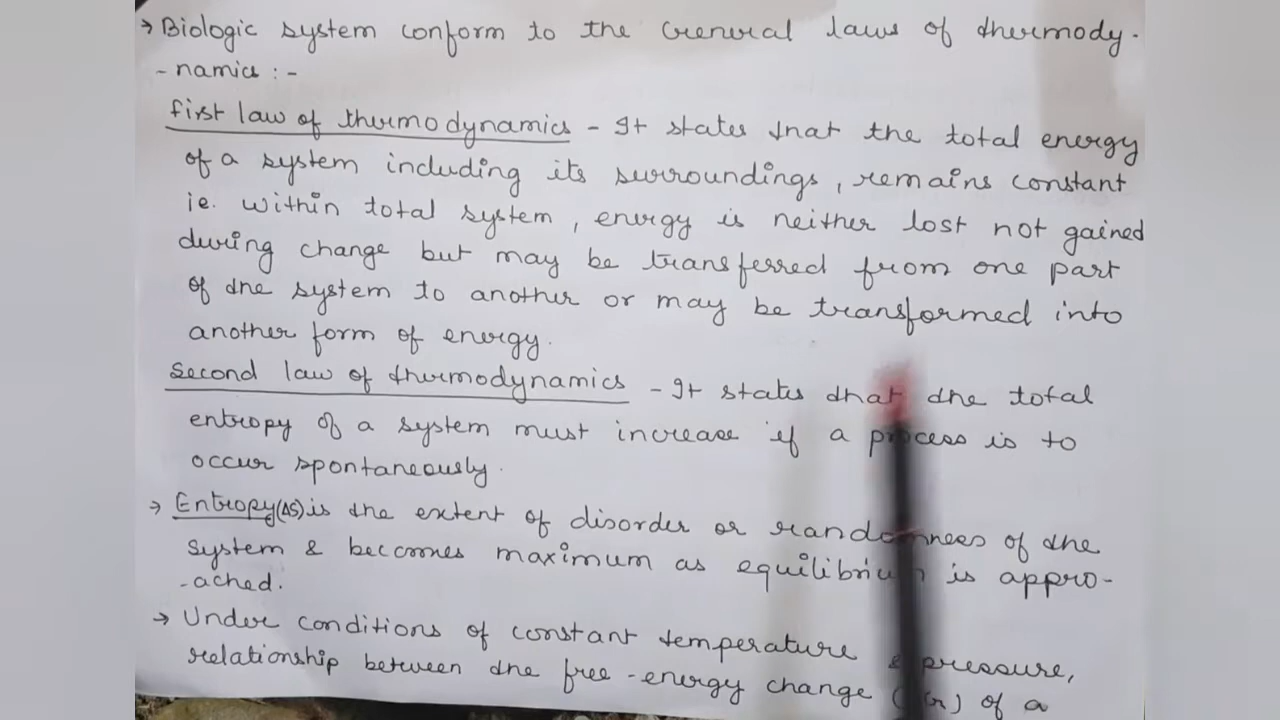 → Biologic system conform to the General laws of thermody-
-namics :-
First law of thermodynamics - It states that the total energy
of a system including its surroundings, remains constant
ie. within total system, energy is neither lost not gained
during change but may be transferred from one part
of the system to another or may be transformed into
another form of energy.
Second law of thermodynamics - It states that the total
entropy of a system must increase if a process is to
occur spontaneously.
→ Entropy (ΔS) is the extent of disorder or randomness of the
system & becomes maximum as equilibrium is appro-
-ached.
→ Under conditions of constant temperature & pressure,
relationship between the free-energy change ( ) of a